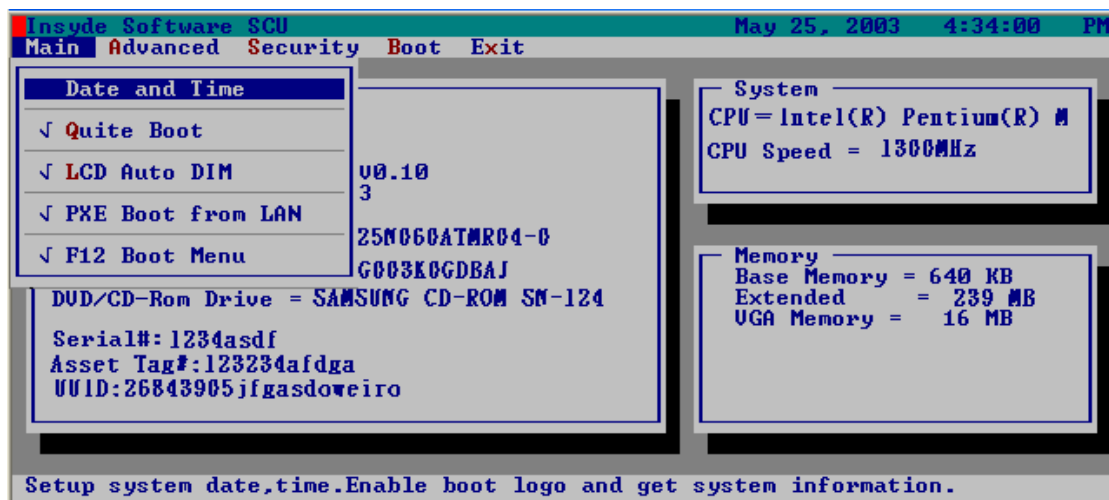 Insyde Software SCU May 25, 2003 4:34:00 PM
Main Advanced Security Boot Exit
Date and Time
√ Quite Boot
√ LCD Auto DIM
√ PXE Boot from LAN
√ F12 Boot Menu
V0.10
3
25N060ATMR04-0
G003K0GDBAJ
DVD/CD-Rom Drive = SAMSUNG CD-ROM SN-124
Serial#:1234asdf
Asset Tag#:123234afdga
UUID:26843905jfgasdoweiro
System
CPU=Intel(R) Pentium(R) M
CPU Speed = 1300MHz
Memory
Base Memory = 640 KB
Extended = 239 MB
VGA Memory = 16 MB
Setup system date,time.Enable boot logo and get system information.